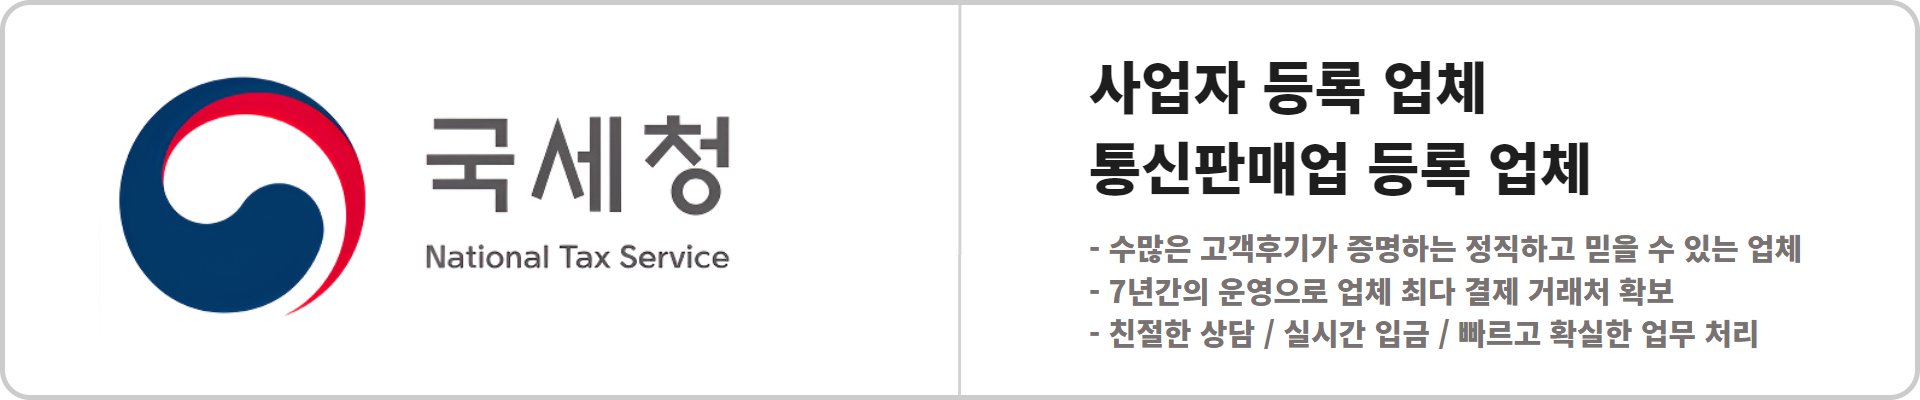 국세청
National Tax Service
사업자 등록 업체
통신판매업 등록 업체
- 수많은 고객후기가 증명하는 정직하고 믿을 수 있는 업체
- 7년간의 운영으로 업체 최다 결제 거래처 확보
- 친절한 상담 / 실시간 입금 / 빠르고 확실한 업무 처리